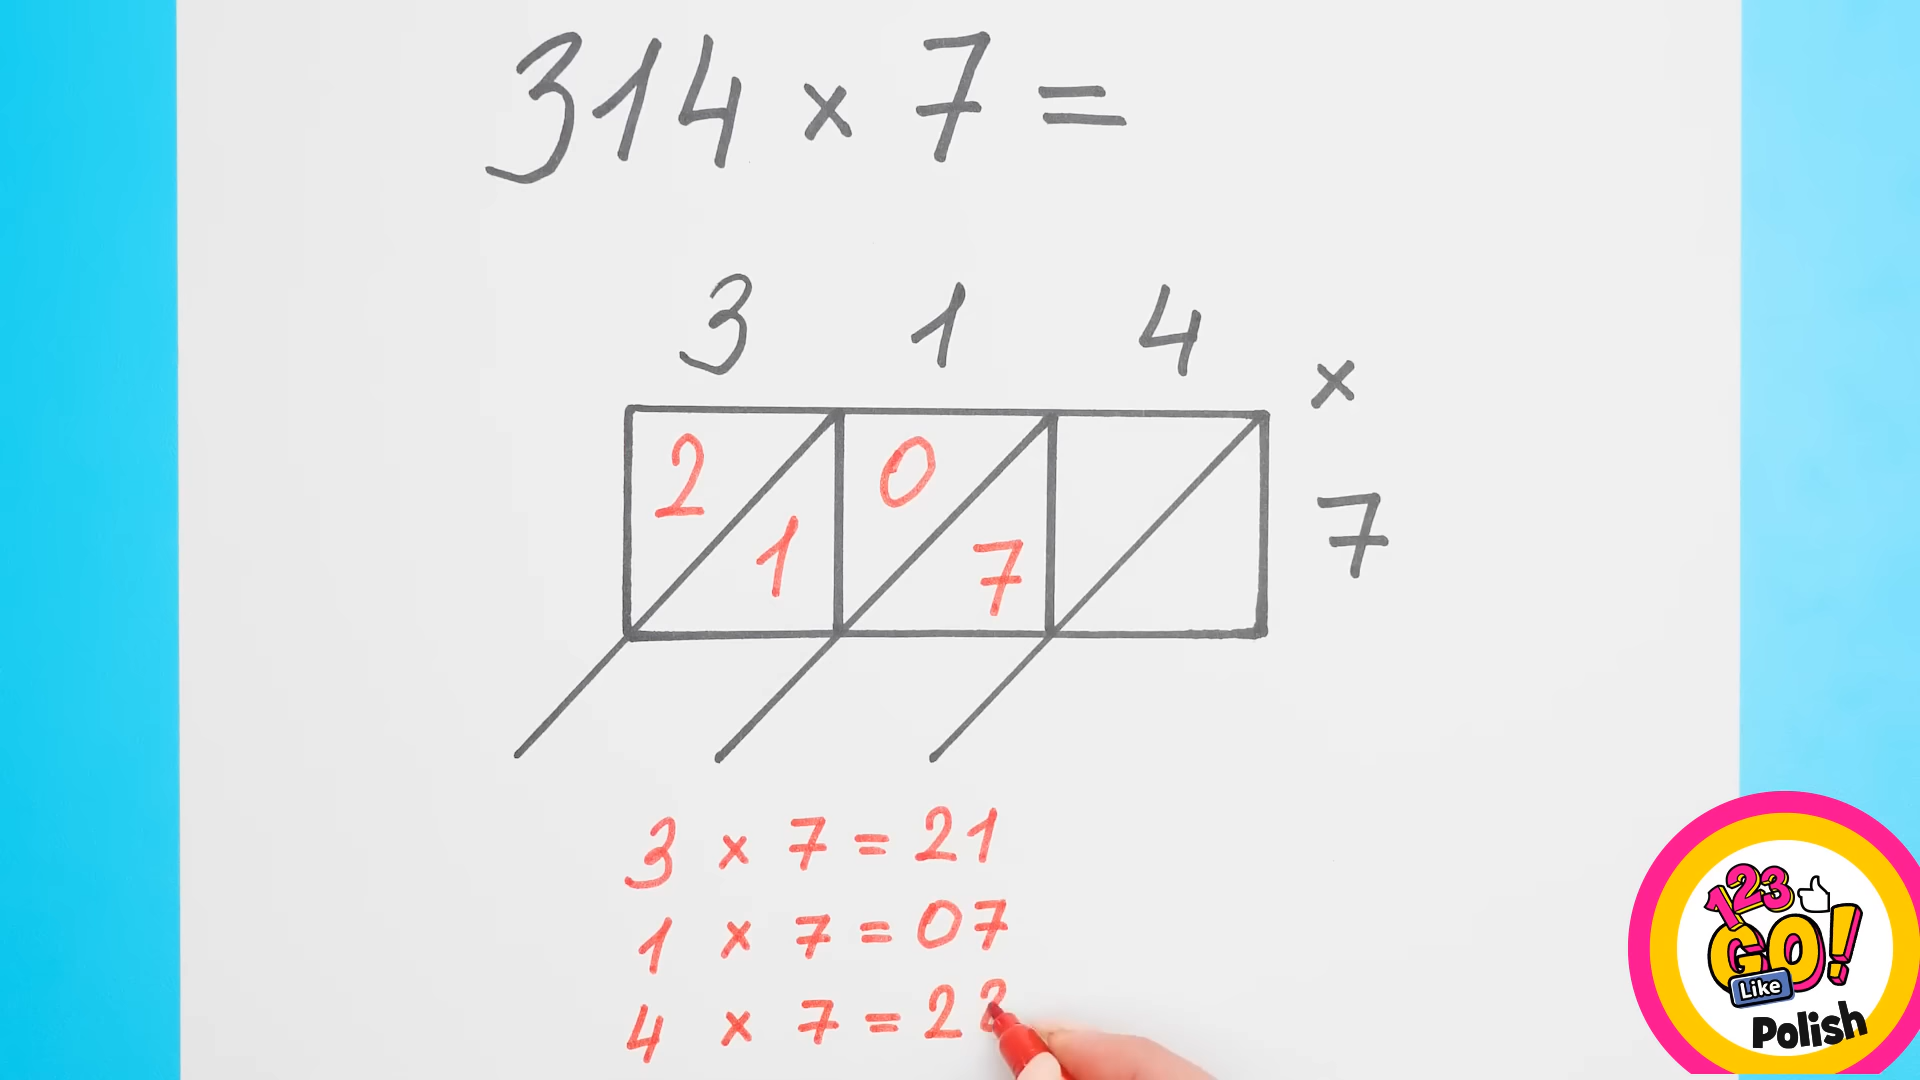 314 × 7 =
3 1 4 ×
2 0
1 7
7
3 × 7 = 21
1 × 7 = 07
4 × 7 = 2
123
GO!
Like
Polish